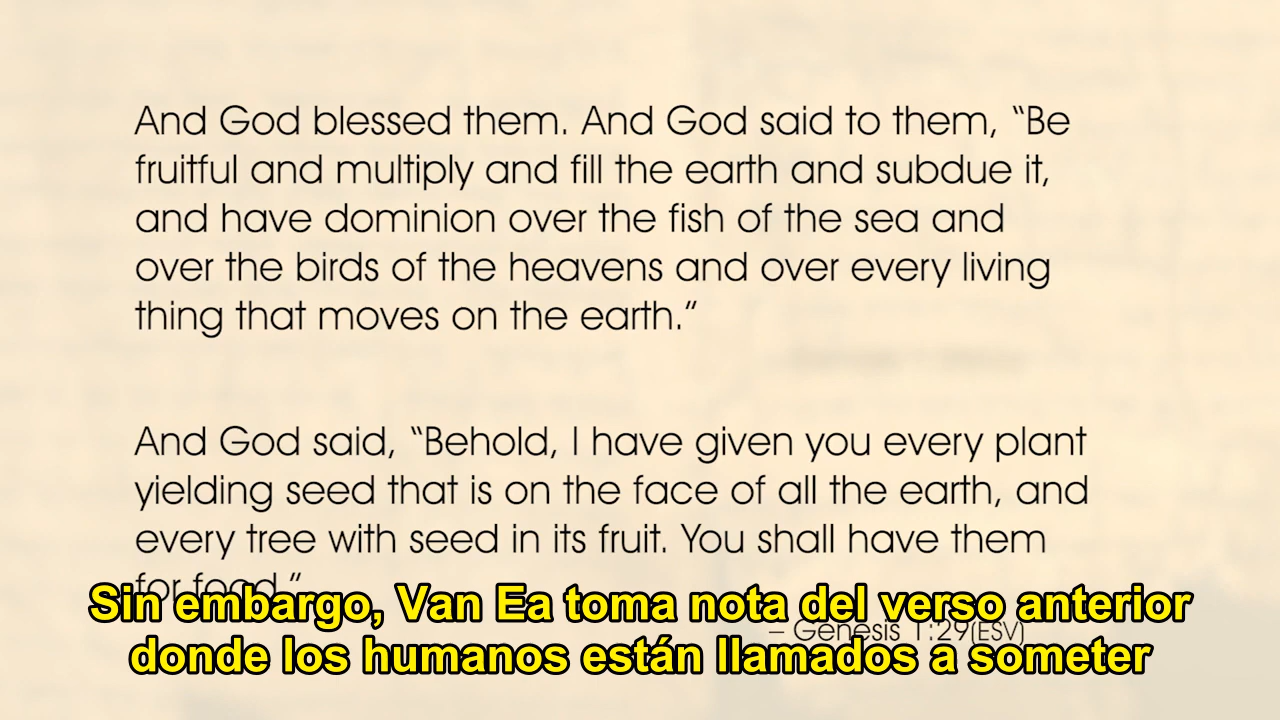 And God blessed them. And God said to them, “Be
fruitful and multiply and fill the earth and subdue it,
and have dominion over the fish of the sea and
over the birds of the heavens and over every living
thing that moves on the earth.”
And God said, “Behold, I have given you every plant
yielding seed that is on the face of all the earth, and
every tree with seed in its fruit. You shall have them
for food.”
– Genesis 1:29(ESV)
Sin embargo, Van Ea toma nota del verso anterior
donde los humanos están llamados a someter